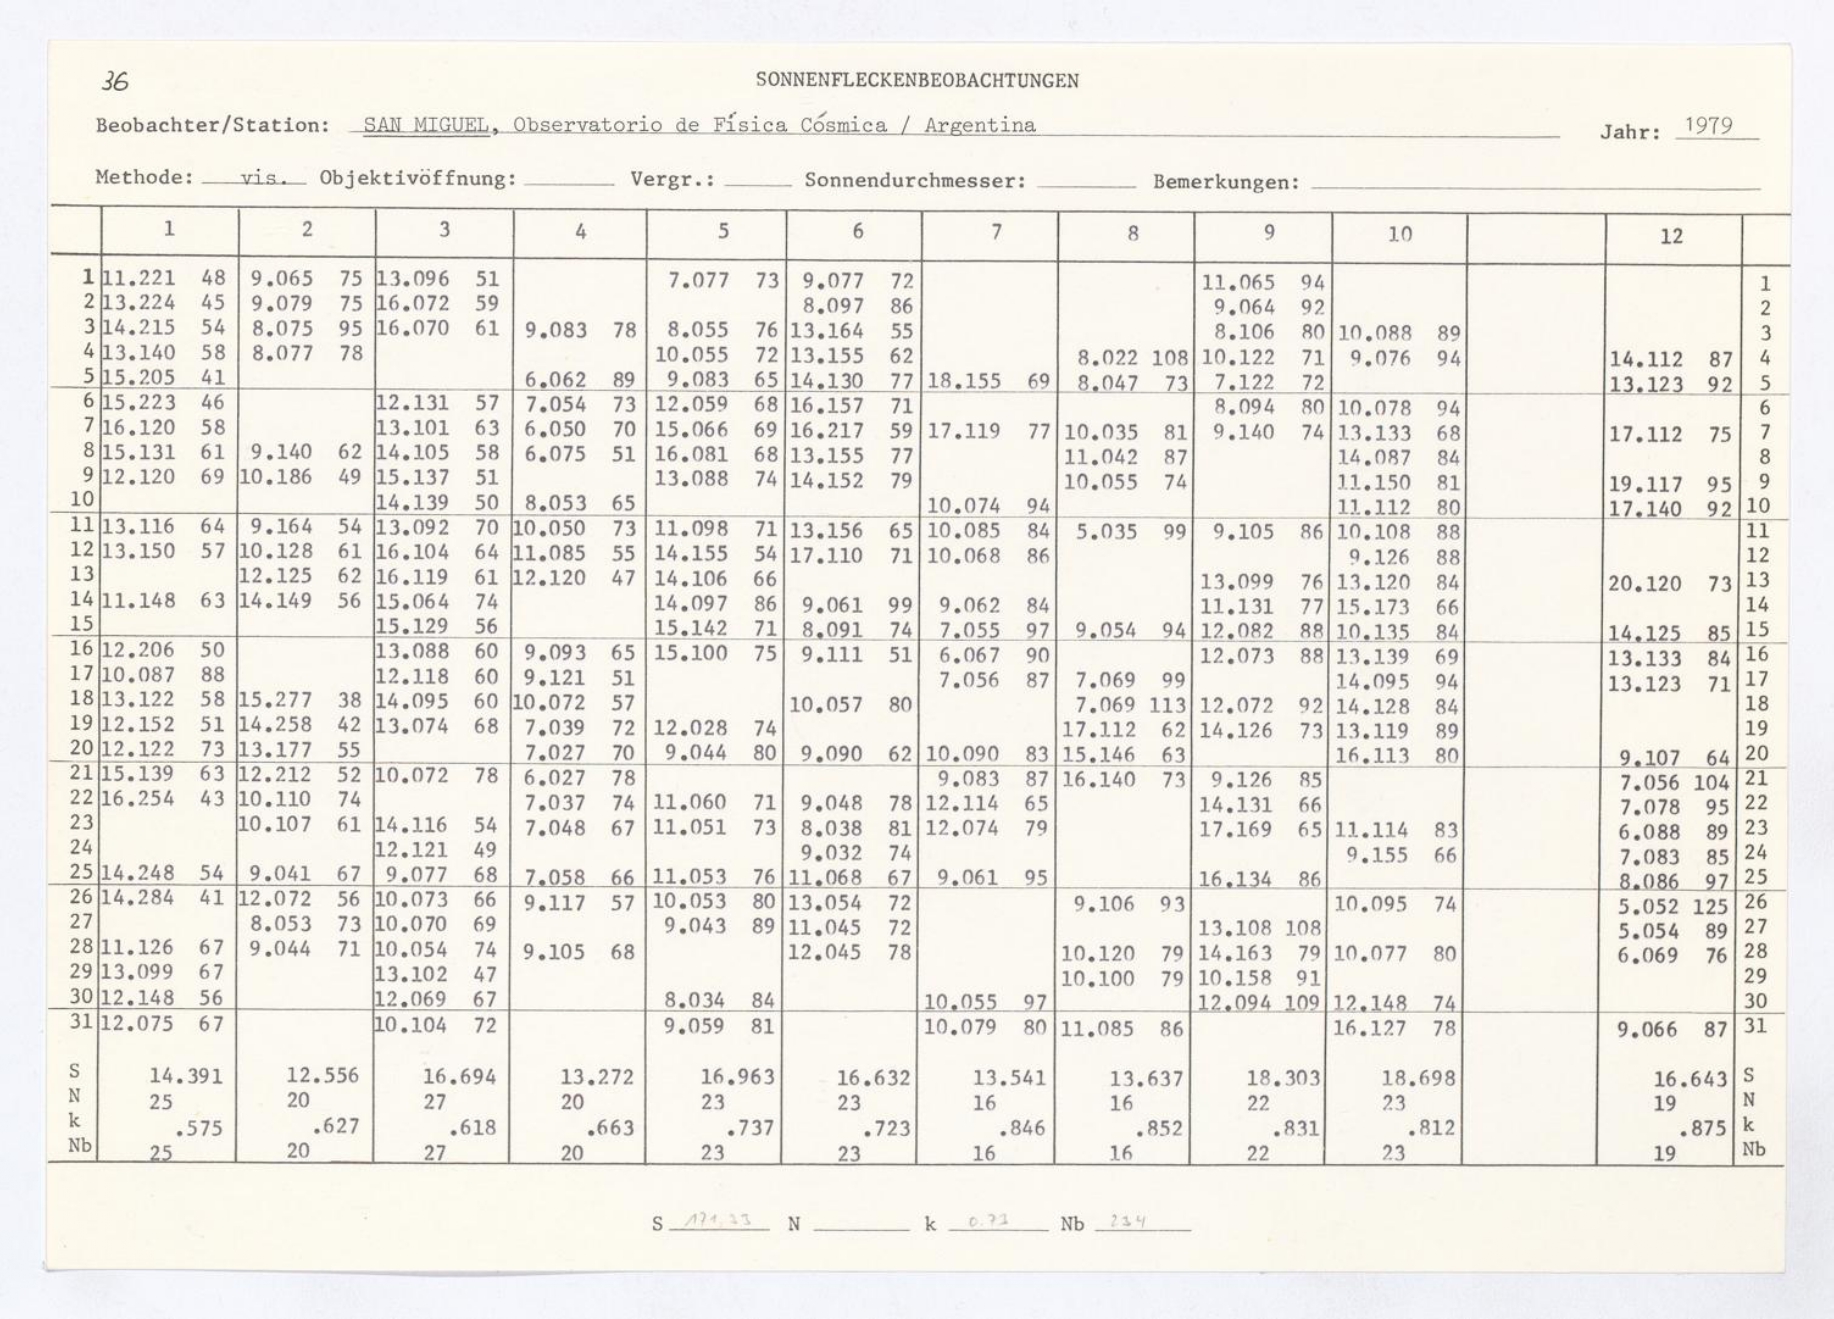 36
SONNENFLECKENBEOBACHTUNGEN
Beobachter/Station: SAN MIGUEL, Observatorio de Física Cósmica / Argentina Jahr: 1979
Methode: vis. Objektivöffnung: Vergr.: Sonnendurchmesser: Bemerkungen:
1 2 3 4 5 6 7 8 9 10 12
1 11.221 48 9.065 75 13.096 51 7.077 73 9.077 72 11.065 94 1
2 13.224 45 9.079 75 16.072 59 8.097 86 9.064 92 2
3 14.215 54 8.075 95 16.070 61 9.083 78 8.055 76 13.164 55 8.106 80 10.088 89 3
4 13.140 58 8.077 78 10.055 72 13.155 62 8.022 108 10.122 71 9.076 94 14.112 87 4
5 15.205 41 6.062 89 9.083 65 14.130 77 18.155 69 8.047 73 7.122 72 13.123 92 5
6 15.223 46 12.131 57 7.054 73 12.059 68 16.157 71 8.094 80 10.078 94 6
7 16.120 58 13.101 63 6.050 70 15.066 69 16.217 59 17.119 77 10.035 81 9.140 74 13.133 68 17.112 75 7
8 15.131 61 9.140 62 14.105 58 6.075 51 16.081 68 13.155 77 11.042 87 14.087 84 8
9 12.120 69 10.186 49 15.137 51 13.088 74 14.152 79 10.055 74 11.150 81 19.117 95 9
10 14.139 50 8.053 65 10.074 94 11.112 80 17.140 92 10
11 13.116 64 9.164 54 13.092 70 10.050 73 11.098 71 13.156 65 10.085 84 5.035 99 9.105 86 10.108 88 11
12 13.150 57 10.128 61 16.104 64 11.085 55 14.155 54 17.110 71 10.068 86 9.126 88 12
13 12.125 62 16.119 61 12.120 47 14.106 66 13.099 76 13.120 84 20.120 73 13
14 11.148 63 14.149 56 15.064 74 14.097 86 9.061 99 9.062 84 11.131 77 15.173 66 14
15 15.129 56 15.142 71 8.091 74 7.055 97 9.054 94 12.082 88 10.135 84 14.125 85 15
16 12.206 50 13.088 60 9.093 65 15.100 75 9.111 51 6.067 90 12.073 88 13.139 69 13.133 84 16
17 10.087 88 12.118 60 9.121 51 7.056 87 7.069 99 14.095 94 13.123 71 17
18 13.122 58 15.277 38 14.095 60 10.072 57 10.057 80 7.069 113 12.072 92 14.128 84 18
19 12.152 51 14.258 42 13.074 68 7.039 72 12.028 74 17.112 62 14.126 73 13.119 89 19
20 12.122 73 13.177 55 7.027 70 9.044 80 9.090 62 10.090 83 15.146 63 16.113 80 9.107 64 20
21 15.139 63 12.212 52 10.072 78 6.027 78 9.083 87 16.140 73 9.126 85 7.056 104 21
22 16.254 43 10.110 74 7.037 74 11.060 71 9.048 78 12.114 65 14.131 66 7.078 95 22
23 10.107 61 14.116 54 7.048 67 11.051 73 8.038 81 12.074 79 17.169 65 11.114 83 6.088 89 23
24 12.121 49 9.032 74 9.155 66 7.083 85 24
25 14.248 54 9.041 67 9.077 68 7.058 66 11.053 76 11.068 67 9.061 95 16.134 86 8.086 97 25
26 14.284 41 12.072 56 10.073 66 9.117 57 10.053 80 13.054 72 9.106 93 10.095 74 5.052 125 26
27 8.053 73 10.070 69 9.043 89 11.045 72 13.108 108 5.054 89 27
28 11.126 67 9.044 71 10.054 74 9.105 68 12.045 78 10.120 79 14.163 79 10.077 80 6.069 76 28
29 13.099 67 13.102 47 10.100 79 10.158 91 29
30 12.148 56 12.069 67 8.034 84 10.055 97 12.094 109 12.148 74 30
31 12.075 67 10.104 72 9.059 81 10.079 80 11.085 86 16.127 78 9.066 87 31
S 14.391 12.556 16.694 13.272 16.963 16.632 13.541 13.637 18.303 18.698 16.643 S
N 25 20 27 20 23 23 16 16 22 23 19 N
k .575 .627 .618 .663 .737 .723 .846 .852 .831 .812 .875 k
Nb 25 20 27 20 23 23 16 16 22 23 19 Nb
S 171,33 N k 0.73 Nb 234